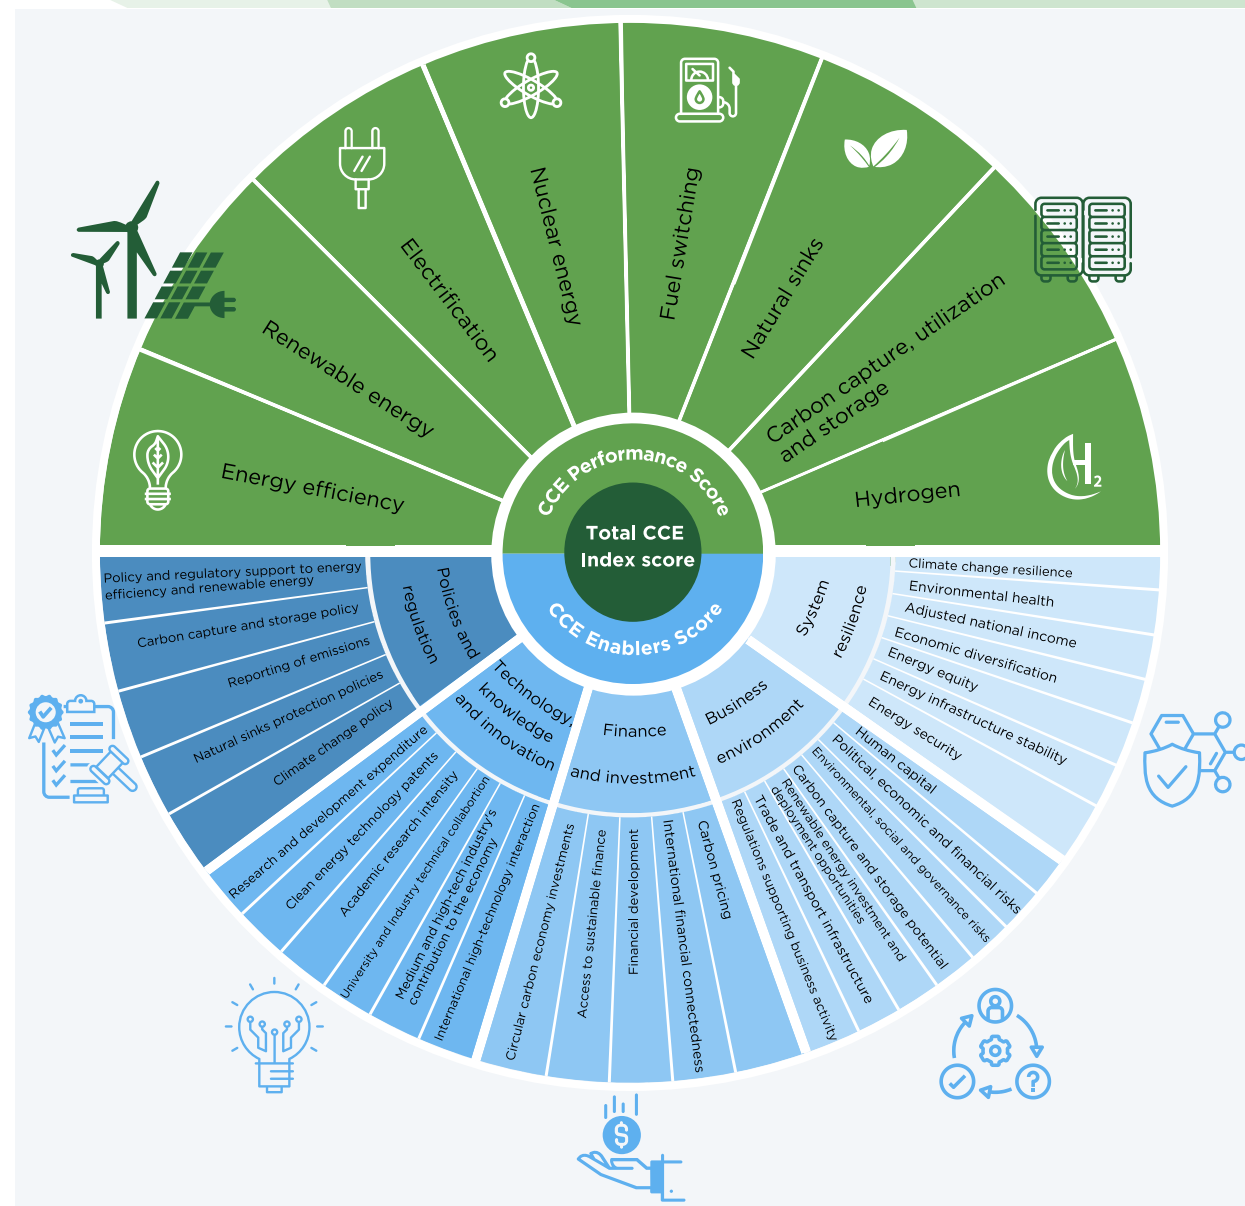 Nuclear energy
Fuel switching
Electrification
Natural sinks
Renewable energy
Carbon capture, utilization
and storage
Energy efficiency
Hydrogen
H2
CCE Performance Score
Total CCE
Index score
CCE Enablers Score
Policies and
regulation
Policy and regulatory support to energy
efficiency and renewable energy
Carbon capture and storage policy
Reporting of emissions
Natural sinks protection policies
Climate change policy
Technology,
knowledge
and innovation
Research and development expenditure
Clean energy technology patents
Academic research intensity
University and Industry technical collabortion
Medium and high-tech industry's
contribution to the economy
International high-technology interaction
Finance
and investment
Circular carbon economy investments
Access to sustainable finance
Financial development
International financial connectedness
Carbon pricing
Business
environment
Regulations supporting business activity
Trade and transport infrastructure
Renewable energy investment and
deployment opportunities
Carbon capture and storage potential
Environmental, social and governance risks
Political, economic and financial risks
Human capital
System
resilience
Climate change resilience
Environmental health
Adjusted national income
Economic diversification
Energy equity
Energy infrastructure stability
Energy security
$
?